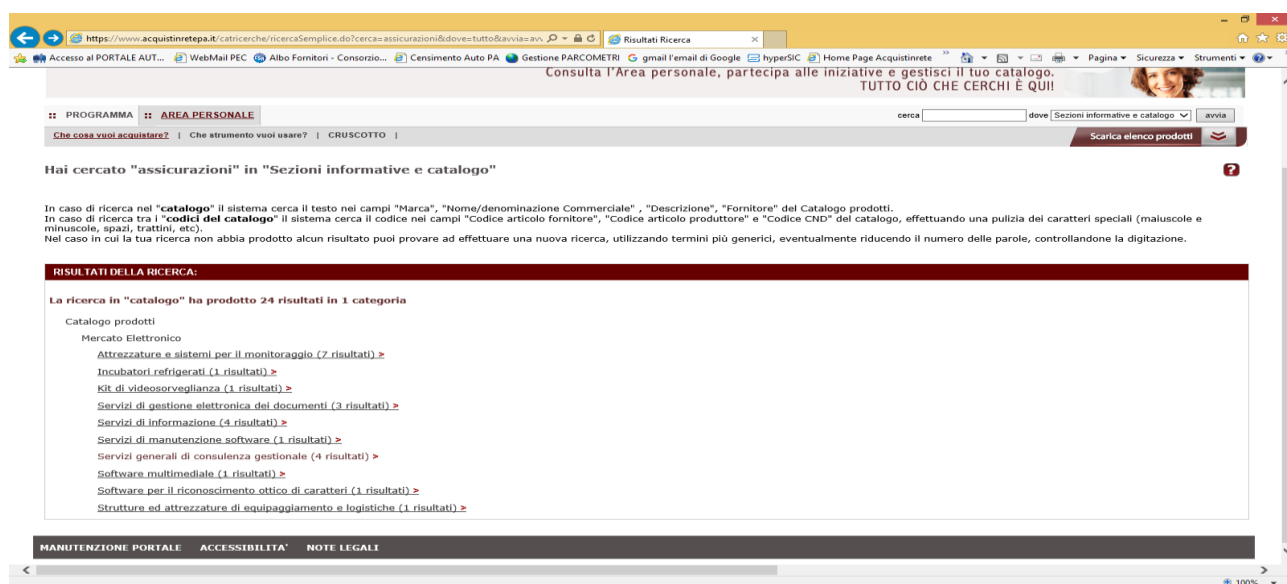 https://www.acquistinretepa.it/catricerche/ricercaSemplice.do?cerca=assicurazioni&dove=tutto&avvia=avv
Risultati Ricerca
Accesso al PORTALE AUT... WebMail PEC Albo Fornitori - Consorzio... Censimento Auto PA Gestione PARCOMETRI gmail l'email di Google hyperSIC Home Page Acquistinrete Pagina Sicurezza Strumenti
Consulta l'Area personale, partecipa alle iniziative e gestisci il tuo catalogo.
TUTTO CIÒ CHE CERCHI È QUI!
:: PROGRAMMA :: AREA PERSONALE cerca dove Sezioni informative e catalogo avvia
Che cosa vuoi acquistare? | Che strumento vuoi usare? | CRUSCOTTO |
Scarica elenco prodotti
Hai cercato "assicurazioni" in "Sezioni informative e catalogo"
?
In caso di ricerca nel "catalogo" il sistema cerca il testo nei campi "Marca", "Nome/denominazione Commerciale" , "Descrizione", "Fornitore" del Catalogo prodotti.
In caso di ricerca tra i "codici del catalogo" il sistema cerca il codice nei campi "Codice articolo fornitore", "Codice articolo produttore" e "Codice CND" del catalogo, effettuando una pulizia dei caratteri speciali (maiuscole e
minuscole, spazi, trattini, etc).
Nel caso in cui la tua ricerca non abbia prodotto alcun risultato puoi provare ad effettuare una nuova ricerca, utilizzando termini più generici, eventualmente riducendo il numero delle parole, controllandone la digitazione.
RISULTATI DELLA RICERCA:
La ricerca in "catalogo" ha prodotto 24 risultati in 1 categoria
Catalogo prodotti
Mercato Elettronico
Attrezzature e sistemi per il monitoraggio (7 risultati) >
Incubatori refrigerati (1 risultati) >
Kit di videosorveglianza (1 risultati) >
Servizi di gestione elettronica dei documenti (3 risultati) >
Servizi di informazione (4 risultati) >
Servizi di manutenzione software (1 risultati) >
Servizi generali di consulenza gestionale (4 risultati) >
Software multimediale (1 risultati) >
Software per il riconoscimento ottico di caratteri (1 risultati) >
Strutture ed attrezzature di equipaggiamento e logistiche (1 risultati) >
MANUTENZIONE PORTALE ACCESSIBILITA' NOTE LEGALI
100%